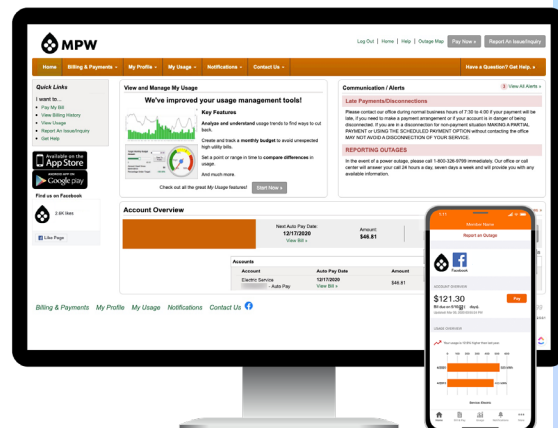 MPW
Log Out | Home | Help | Outage Map
Pay Now »
Report An Issue/Inquiry
Home
Billing & Payments
My Profile
My Usage
Notifications
Contact Us
Have a Question? Get Help. »
Quick Links
I want to...
Pay My Bill
View Billing History
View Usage
Report An Issue/Inquiry
Get Help
Available on the
App Store
ANDROID APP ON
Google play
Find us on Facebook
2.6K likes
Like Page
View and Manage My Usage
We've improved your usage management tools!
Key Features
Analyze and understand usage trends to find ways to cut
back.
Create and track a monthly budget to avoid unexpected
high utility bills.
Set a point or range in time to compare differences in
usage.
And much more.
Check out all the great My Usage features!
Start Now »
Communication / Alerts
3 View All Alerts »
Late Payments/Disconnections
Please contact our office during normal business hours of 7:30 to 4:00 if your payment will be
late, if you need to make a payment arrangement or if your account is in danger of being
disconnected. If you are in a disconnection for non-payment situation MAKING A PARTIAL
PAYMENT or USING THE SCHEDULED PAYMENT OPTION without contacting the office
MAY NOT AVOID A DISCONNECTION OF YOUR SERVICE.
REPORTING OUTAGES
In the event of a power outage, please call 1-800-326-9799 immediately. Our office or call
center will answer your call 24 hours a day, seven days a week and will provide you with any
available information.
Account Overview
Next Auto Pay Date:
12/17/2020
View Bill »
Amount:
$46.81
Accounts
Account
Auto Pay Date
Amount
Electric Service
- Auto Pay
12/17/2020
View Bill »
$46.81
Billing & Payments My Profile My Usage Notifications Contact Us
Member Name
Report an Outage
Facebook
ACCOUNT OVERVIEW
$121.30
Pay
USAGE OVERVIEW